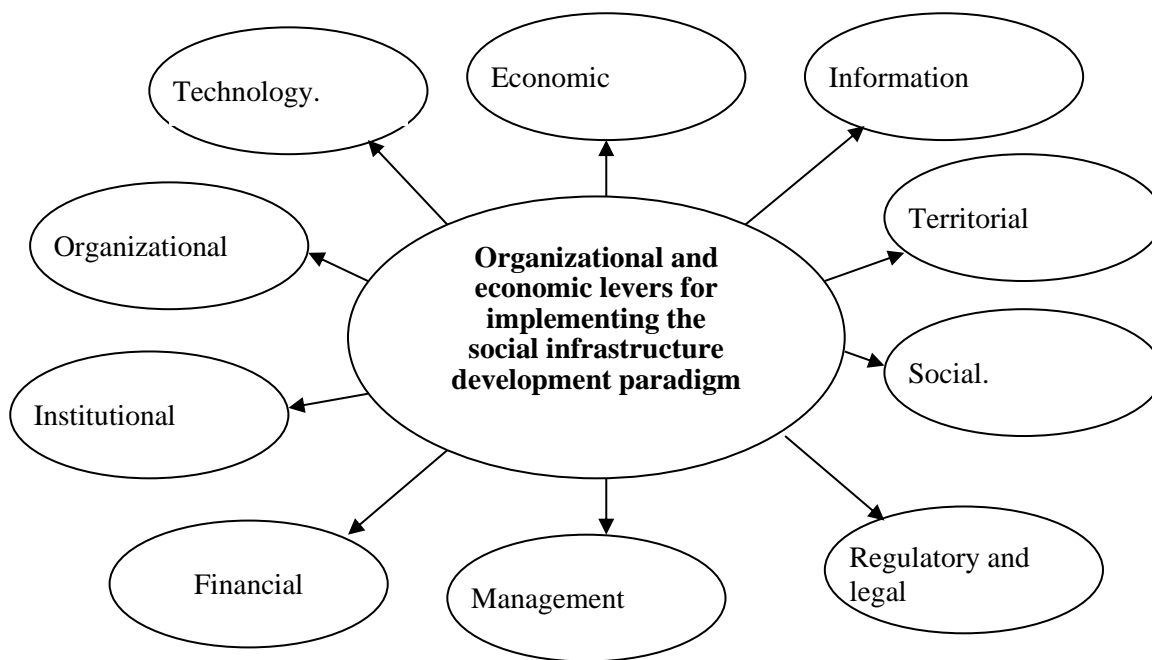 Economic
Information
Technology.
Territorial
Organizational
Organizational and
economic levers for
implementing the
social infrastructure
development paradigm
Social.
Institutional
Regulatory and
legal
Financial
Management